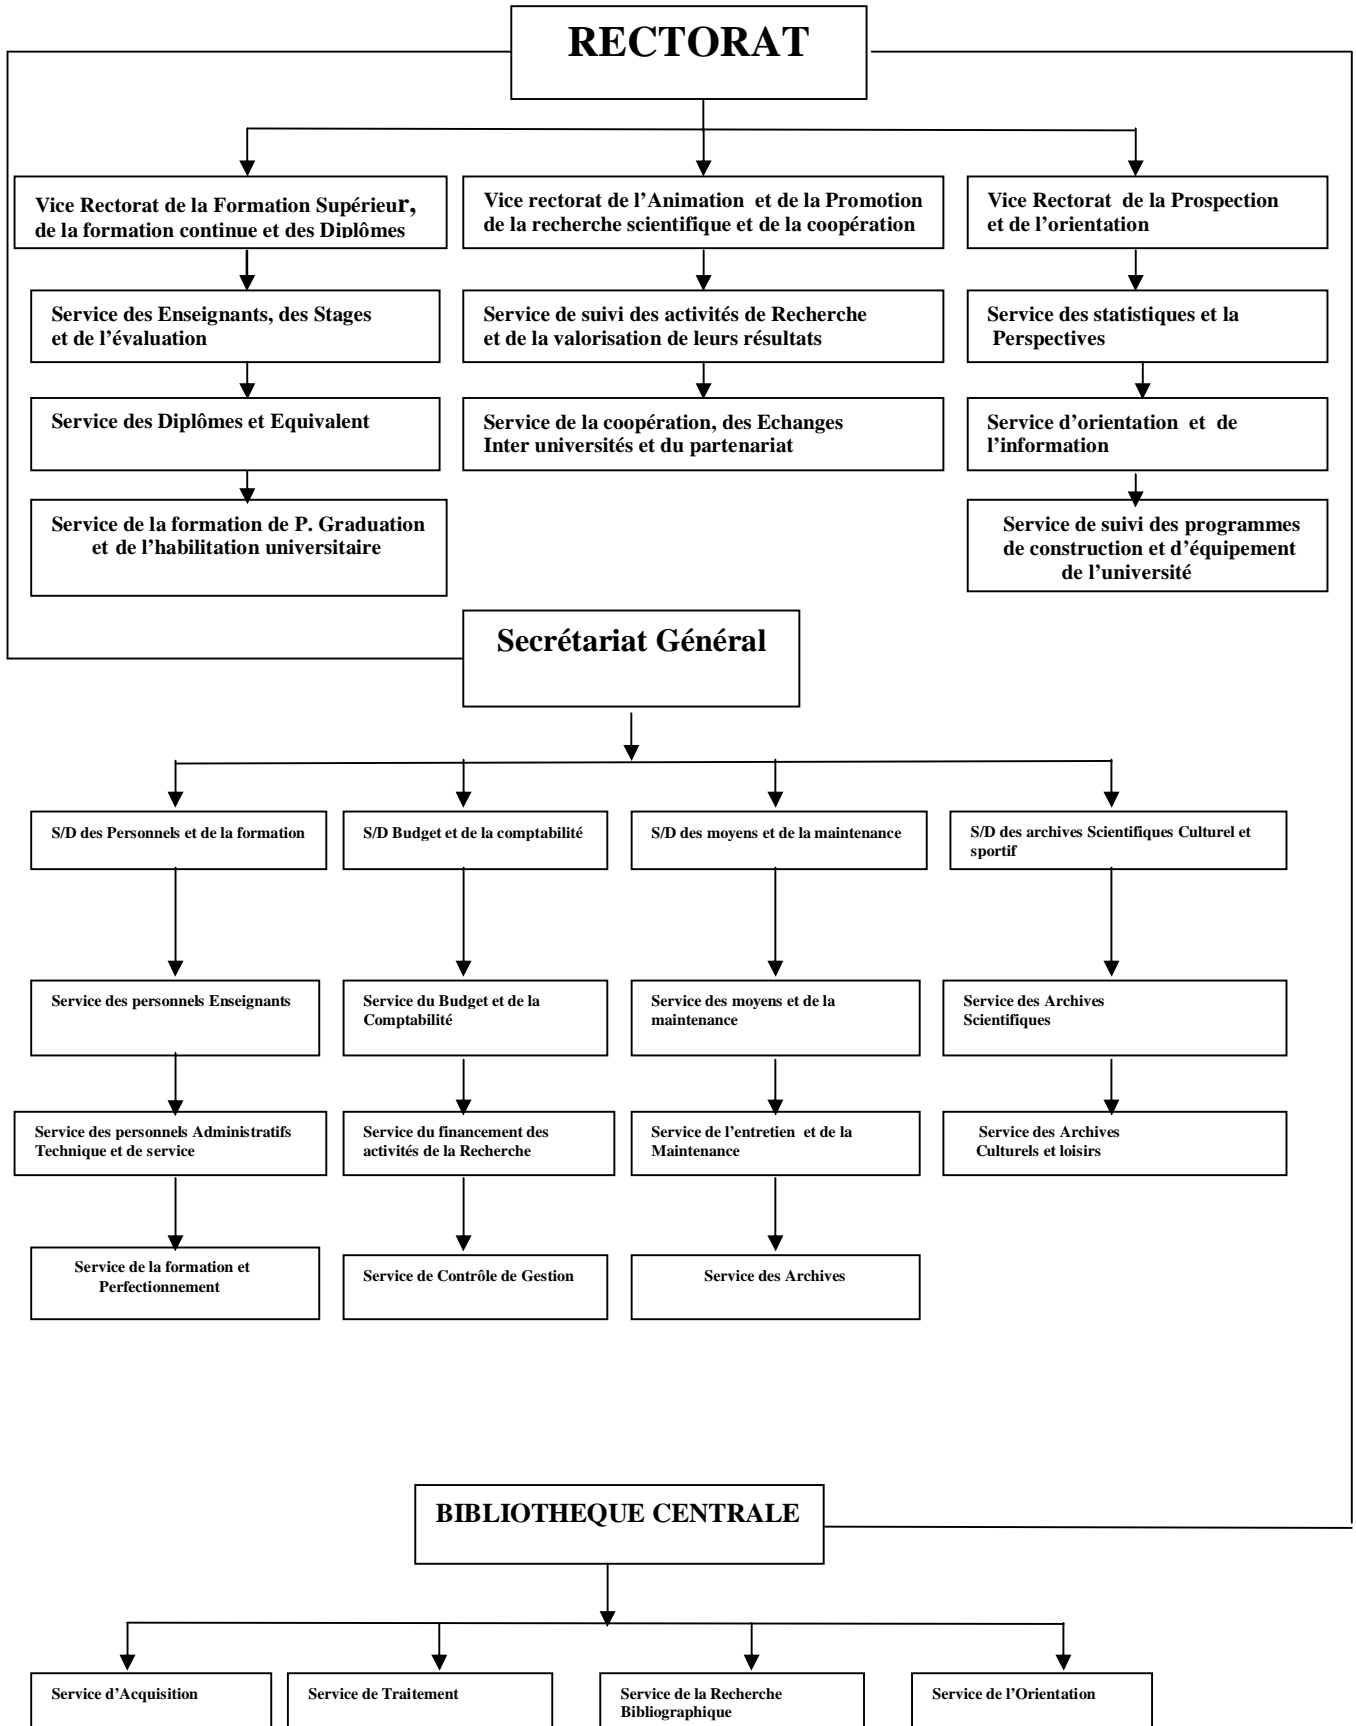 RECTORAT
Vice Rectorat de la Formation Supérieur,
de la formation continue et des Diplômes
Vice rectorat de l'Animation et de la Promotion
de la recherche scientifique et de la coopération
Vice Rectorat de la Prospection
et de l'orientation
Service des Enseignants, des Stages
et de l'évaluation
Service de suivi des activités de Recherche
et de la valorisation de leurs résultats
Service des statistiques et la
Perspectives
Service des Diplômes et Equivalent
Service de la coopération, des Echanges
Inter universités et du partenariat
Service d'orientation et de
l'information
Service de la formation de P. Graduation
et de l'habilitation universitaire
Service de suivi des programmes
de construction et d'équipement
de l'université
Secrétariat Général
S/D des Personnels et de la formation
S/D Budget et de la comptabilité
S/D des moyens et de la maintenance
S/D des archives Scientifiques Culturel et
sportif
Service des personnels Enseignants
Service du Budget et de la
Comptabilité
Service des moyens et de la
maintenance
Service des Archives
Scientifiques
Service des personnels Administratifs
Technique et de service
Service du financement des
activités de la Recherche
Service de l'entretien et de la
Maintenance
Service des Archives
Culturels et loisirs
Service de la formation et
Perfectionnement
Service de Contrôle de Gestion
Service des Archives
BIBLIOTHEQUE CENTRALE
Service d'Acquisition
Service de Traitement
Service de la Recherche
Bibliographique
Service de l'Orientation